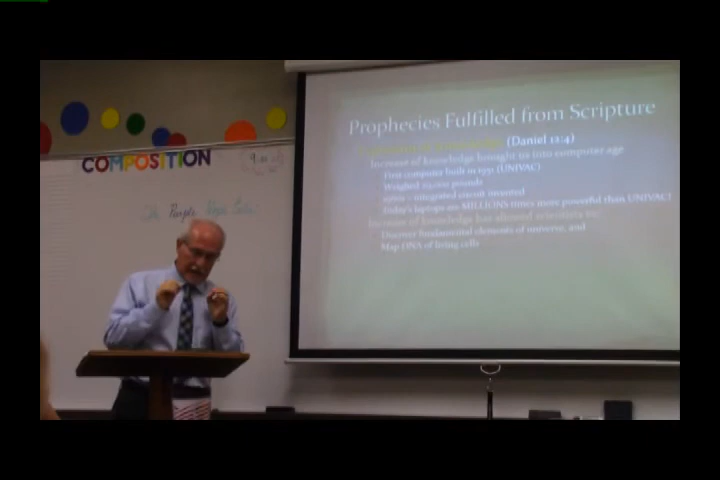 Prophecies Fulfilled from Scripture
(Daniel 12:4)
Increase of knowledge brought us into computer age
First computer built in 1951 (UNIVAC)
Weighed pounds
integrated circuit invented
Today's laptops are MILLIONS times more powerful than UNIVAC!
Increase of knowledge has allowed scientists to:
Discover fundamental elements of universe, and
Map DNA of living cells
COMPOSITION
People